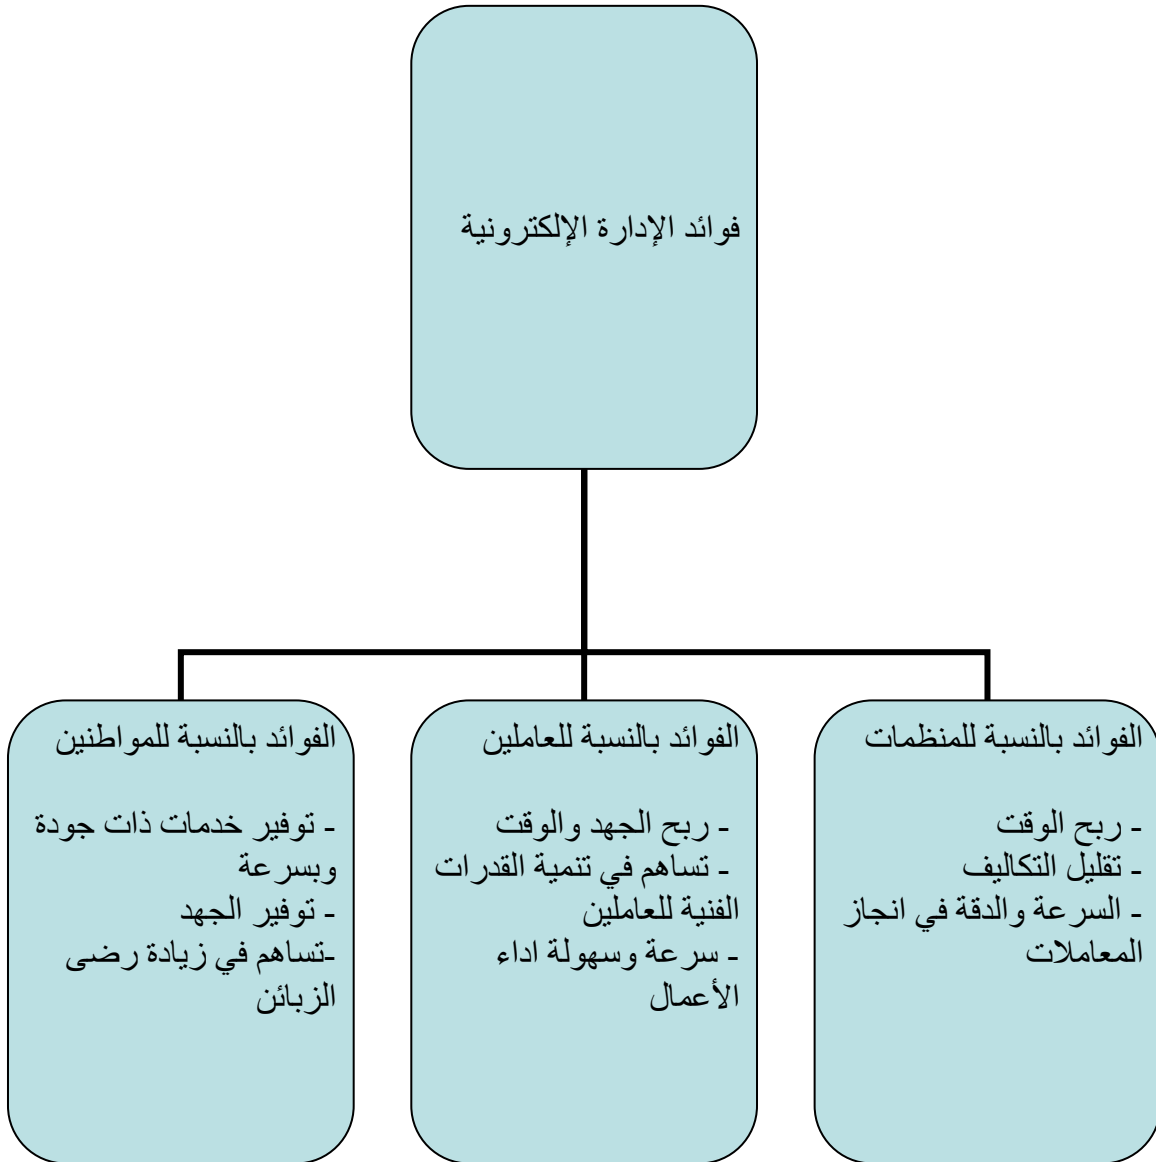 فوائد الإدارة الإلكترونية
الفوائد بالنسبة للمنظمات
- ربح الوقت
- تقليل التكاليف
- السرعة والدقة في انجاز
المعاملات
الفوائد بالنسبة للعاملين
- ربح الجهد والوقت
- تساهم في تنمية القدرات
الفنية للعاملين
- سرعة وسهولة اداء
الأعمال
الفوائد بالنسبة للمواطنين
- توفير خدمات ذات جودة
وبسرعة
- توفير الجهد
-تساهم في زيادة رضى
الزبائن